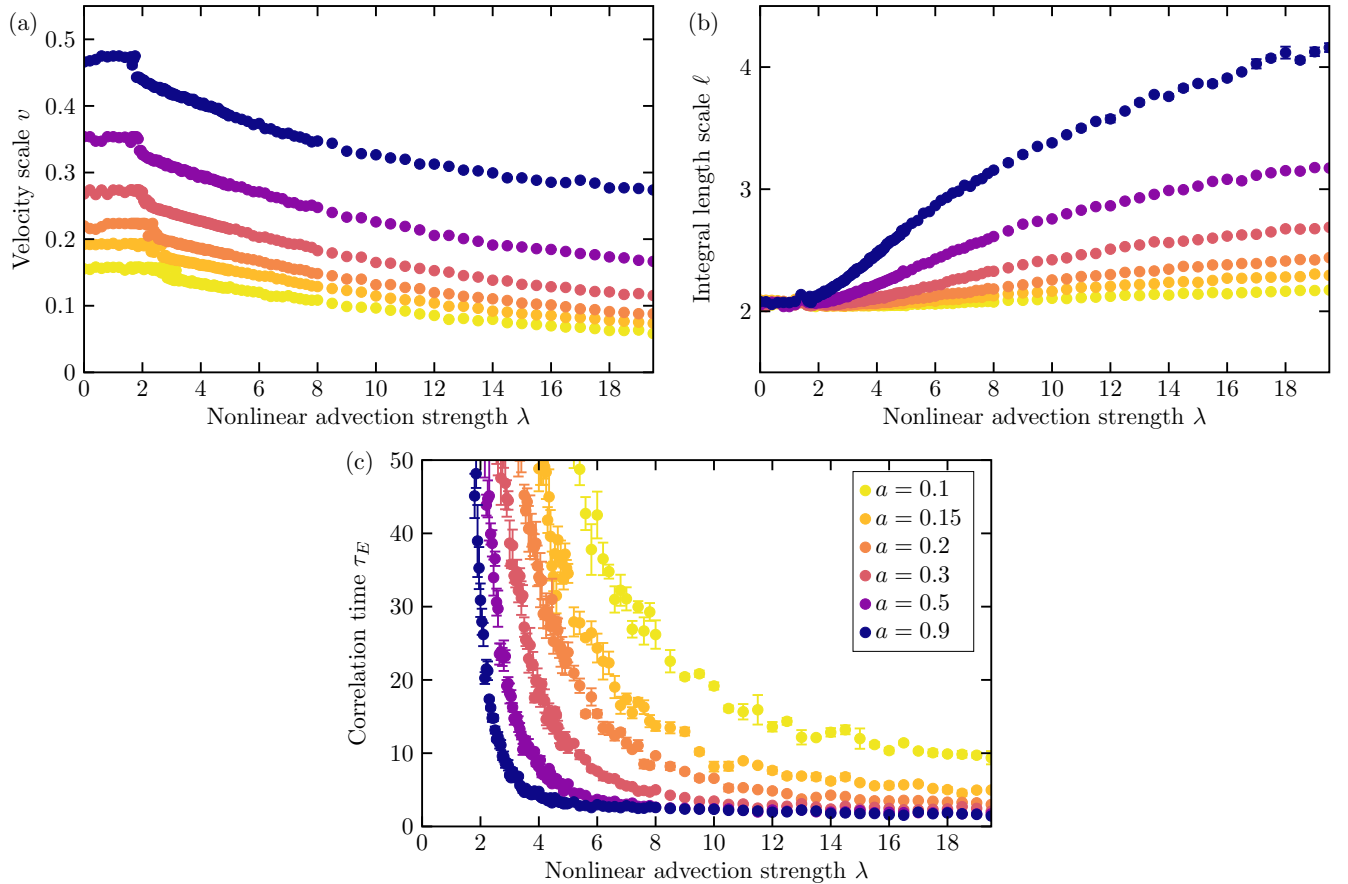 (a)
Velocity scale v
0.5
0.4
0.3
0.2
0.1
0
0 2 4 6 8 10 12 14 16 18
Nonlinear advection strength λ
(b)
Integral length scale ℓ
4
3
2
0 2 4 6 8 10 12 14 16 18
Nonlinear advection strength λ
(c)
Correlation time τ_E
50
40
30
20
10
0
0 2 4 6 8 10 12 14 16 18
Nonlinear advection strength λ
a = 0.1
a = 0.15
a = 0.2
a = 0.3
a = 0.5
a = 0.9